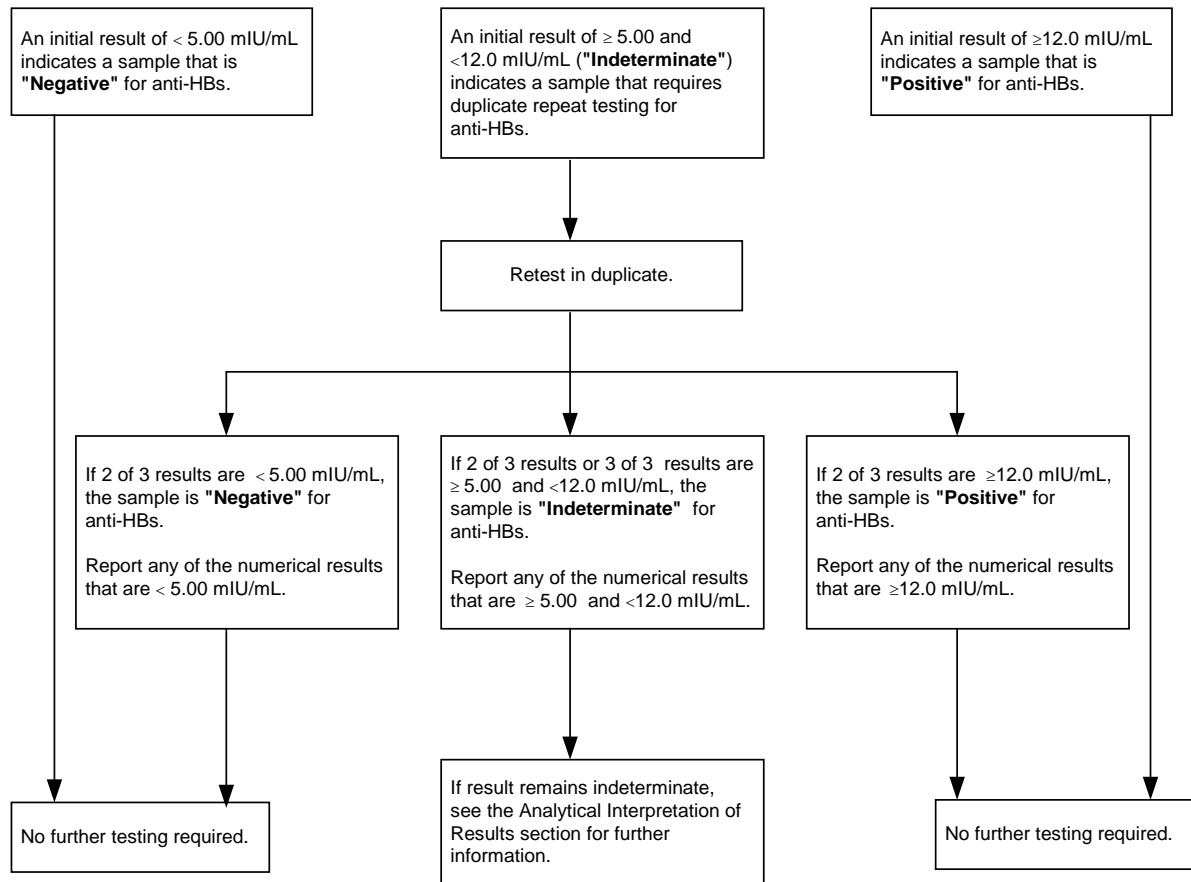 An initial result of < 5.00 mIU/mL
indicates a sample that is
"Negative" for anti-HBs.
An initial result of ≥ 5.00 and
<12.0 mIU/mL ("Indeterminate")
indicates a sample that requires
duplicate repeat testing for
anti-HBs.
An initial result of ≥12.0 mIU/mL
indicates a sample that is
"Positive" for anti-HBs.
Retest in duplicate.
If 2 of 3 results are < 5.00 mIU/mL,
the sample is "Negative" for
anti-HBs.
Report any of the numerical results
that are < 5.00 mIU/mL.
If 2 of 3 results or 3 of 3 results are
≥ 5.00 and <12.0 mIU/mL, the
sample is "Indeterminate" for
anti-HBs.
Report any of the numerical results
that are ≥ 5.00 and <12.0 mIU/mL.
If 2 of 3 results are ≥12.0 mIU/mL,
the sample is "Positive" for
anti-HBs.
Report any of the numerical results
that are ≥12.0 mIU/mL.
No further testing required.
If result remains indeterminate,
see the Analytical Interpretation of
Results section for further
information.
No further testing required.